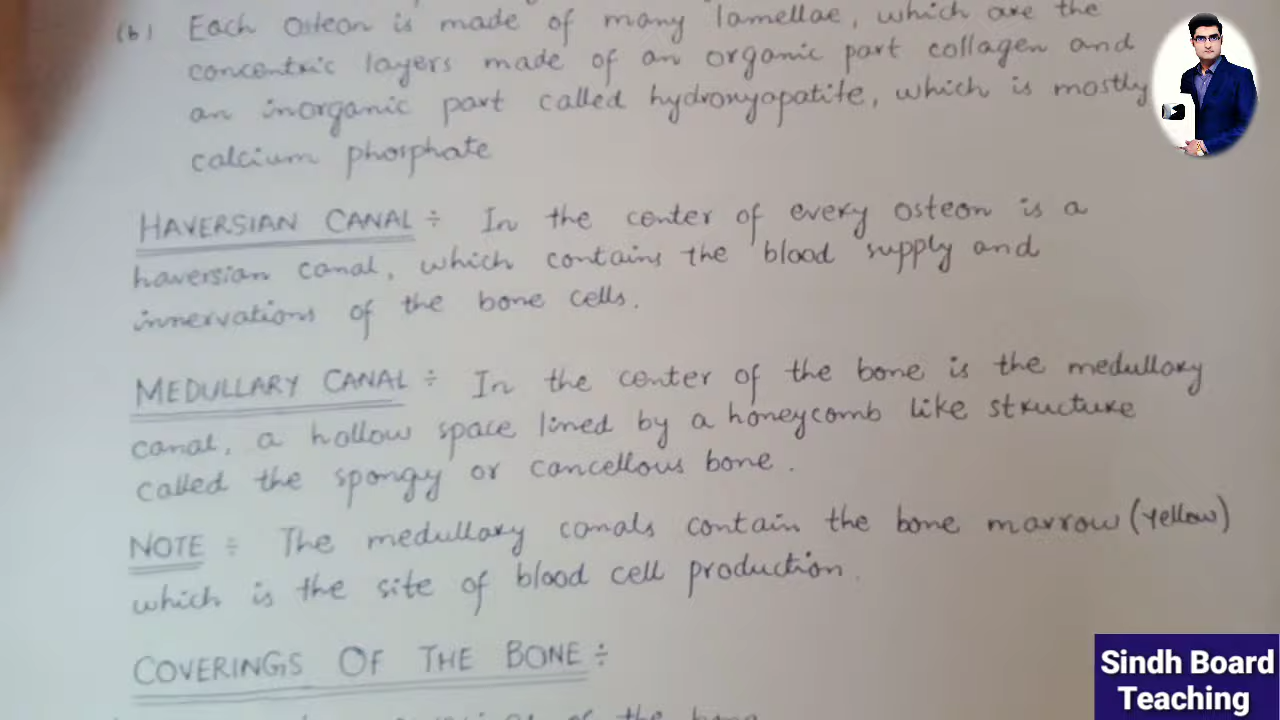 (b) Each osteon is made of many lamellae, which are the
concentric layers made of an organic part collagen and
an inorganic part called hydroxyapatite, which is mostly
calcium phosphate
HAVERSIAN CANAL ÷ In the center of every osteon is a
haversian canal, which contains the blood supply and
innervations of the bone cells.
MEDULLARY CANAL ÷ In the center of the bone is the medullary
canal, a hollow space lined by a honeycomb like structure
called the spongy or cancellous bone.
NOTE ÷ The medullary canals contain the bone marrow (yellow)
which is the site of blood cell production.
COVERINGS OF THE BONE ÷
of the bone
Sindh Board
Teaching